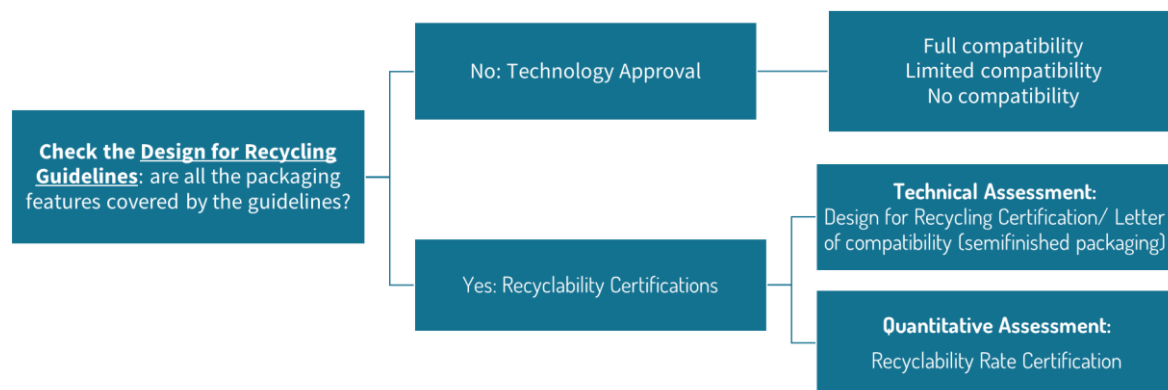 Check the Design for Recycling
Guidelines: are all the packaging
features covered by the guidelines?
No: Technology Approval
Full compatibility
Limited compatibility
No compatibility
Yes: Recyclability Certifications
Technical Assessment:
Design for Recycling Certification/ Letter
of compatibility (semifinished packaging)
Quantitative Assessment:
Recyclability Rate Certification